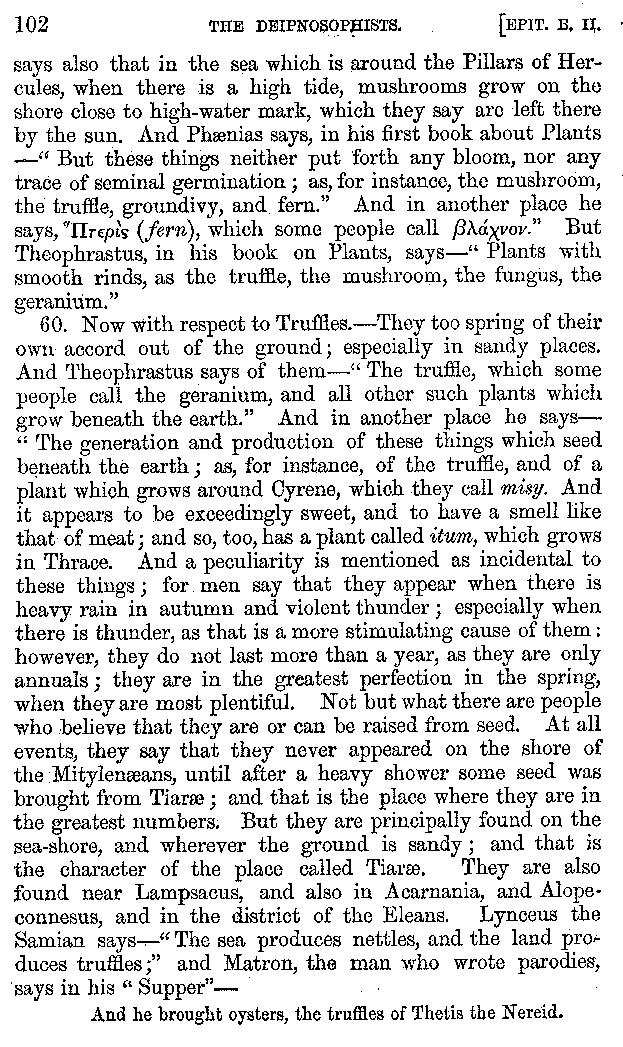 102 THE DEIPNOSOPHISTS. [EPIT. B. II.
says also that in the sea which is around the Pillars of Her-
cules, when there is a high tide, mushrooms grow on the
shore close to high-water mark, which they say are left there
by the sun. And Phænias says, in his first book about Plants
—“ But these things neither put forth any bloom, nor any
trace of seminal germination ; as, for instance, the mushroom,
the truffle, groundivy, and fern.” And in another place he
says, “Πτερὶς (fern), which some people call βλάχνον.” But
Theophrastus, in his book on Plants, says—“ Plants with
smooth rinds, as the truffle, the mushroom, the fungus, the
geranium.”
60. Now with respect to Truffles.—They too spring of their
own accord out of the ground ; especially in sandy places.
And Theophrastus says of them—“ The truffle, which some
people call the geranium, and all other such plants which
grow beneath the earth.” And in another place he says—
“ The generation and production of these things which seed
beneath the earth ; as, for instance, of the truffle, and of a
plant which grows around Cyrene, which they call misy. And
it appears to be exceedingly sweet, and to have a smell like
that of meat ; and so, too, has a plant called itum, which grows
in Thrace. And a peculiarity is mentioned as incidental to
these things ; for men say that they appear when there is
heavy rain in autumn and violent thunder ; especially when
there is thunder, as that is a more stimulating cause of them :
however, they do not last more than a year, as they are only
annuals ; they are in the greatest perfection in the spring,
when they are most plentiful. Not but what there are people
who believe that they are or can be raised from seed. At all
events, they say that they never appeared on the shore of
the Mitylenæans, until after a heavy shower some seed was
brought from Tiaræ ; and that is the place where they are in
the greatest numbers. But they are principally found on the
sea-shore, and wherever the ground is sandy ; and that is
the character of the place called Tiaræ. They are also
found near Lampsacus, and also in Acarnania, and Alope-
connesus, and in the district of the Eleans. Lynceus the
Samian says—“ The sea produces nettles, and the land pro-
duces truffles ;” and Matron, the man who wrote parodies,
says in his “ Supper”—
And he brought oysters, the truffles of Thetis the Nereid.